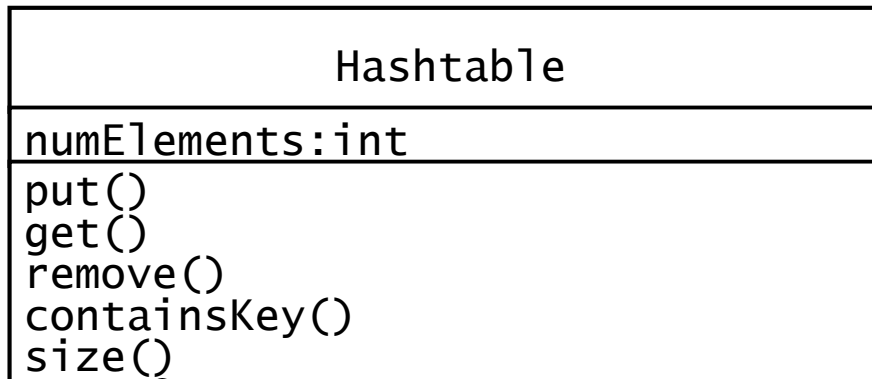 Hashtable
numElements:int
put()
get()
remove()
containsKey()
size()